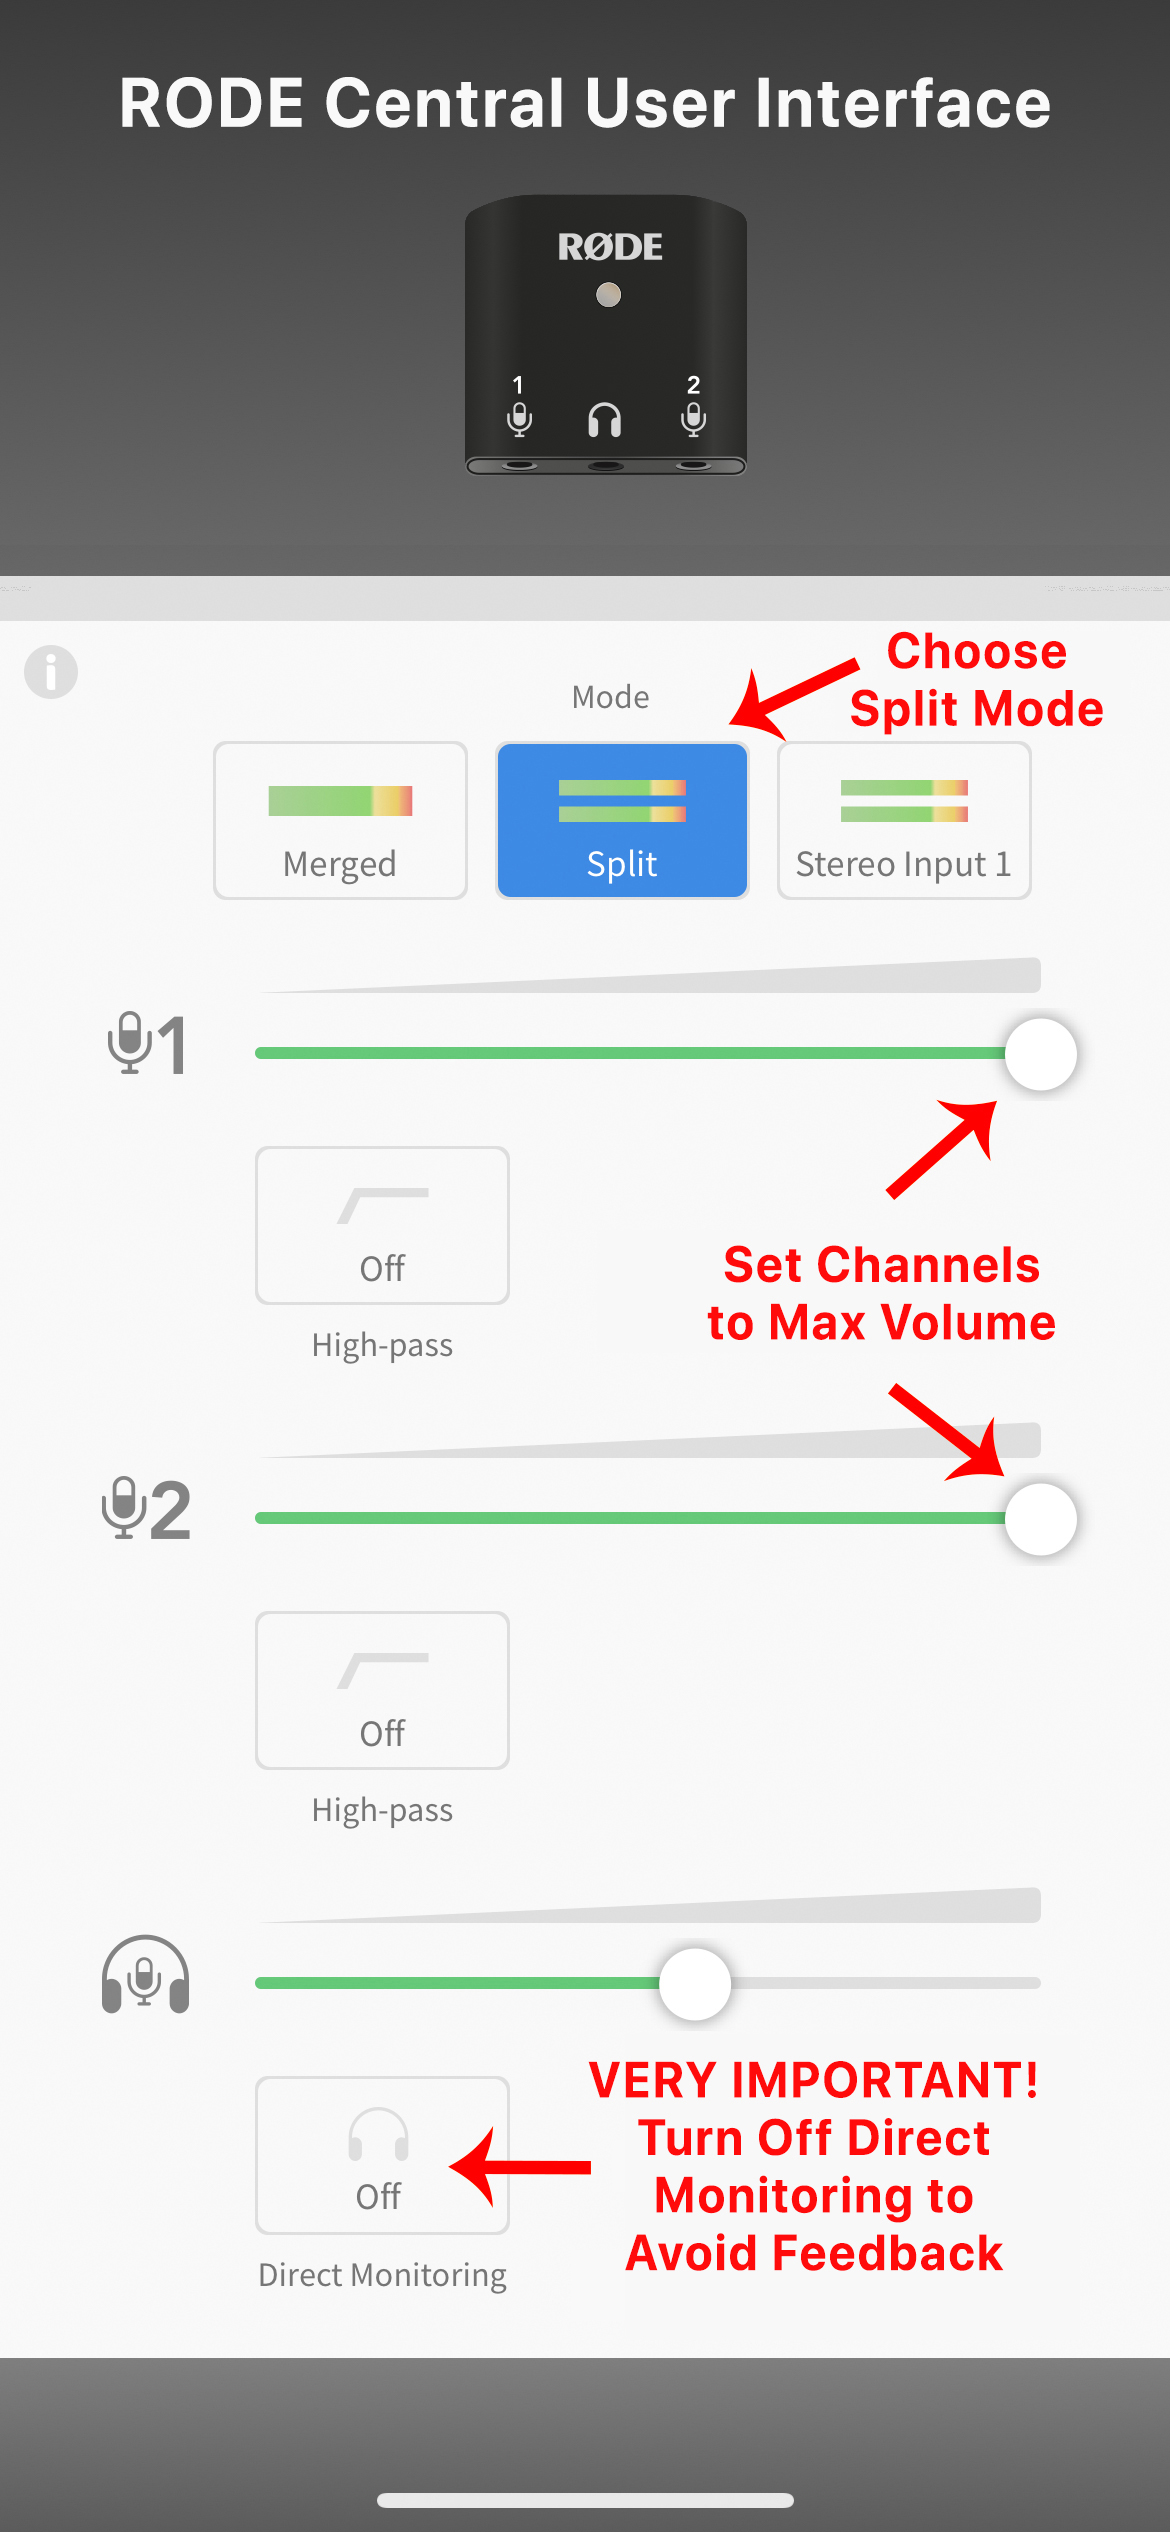 RODE Central User Interface
RØDE
1
2
Choose
Split Mode
Mode
Merged
Split
Stereo Input 1
1
Off
High-pass
Set Channels
to Max Volume
2
Off
High-pass
VERY IMPORTANT!
Turn Off Direct
Monitoring to
Avoid Feedback
Off
Direct Monitoring